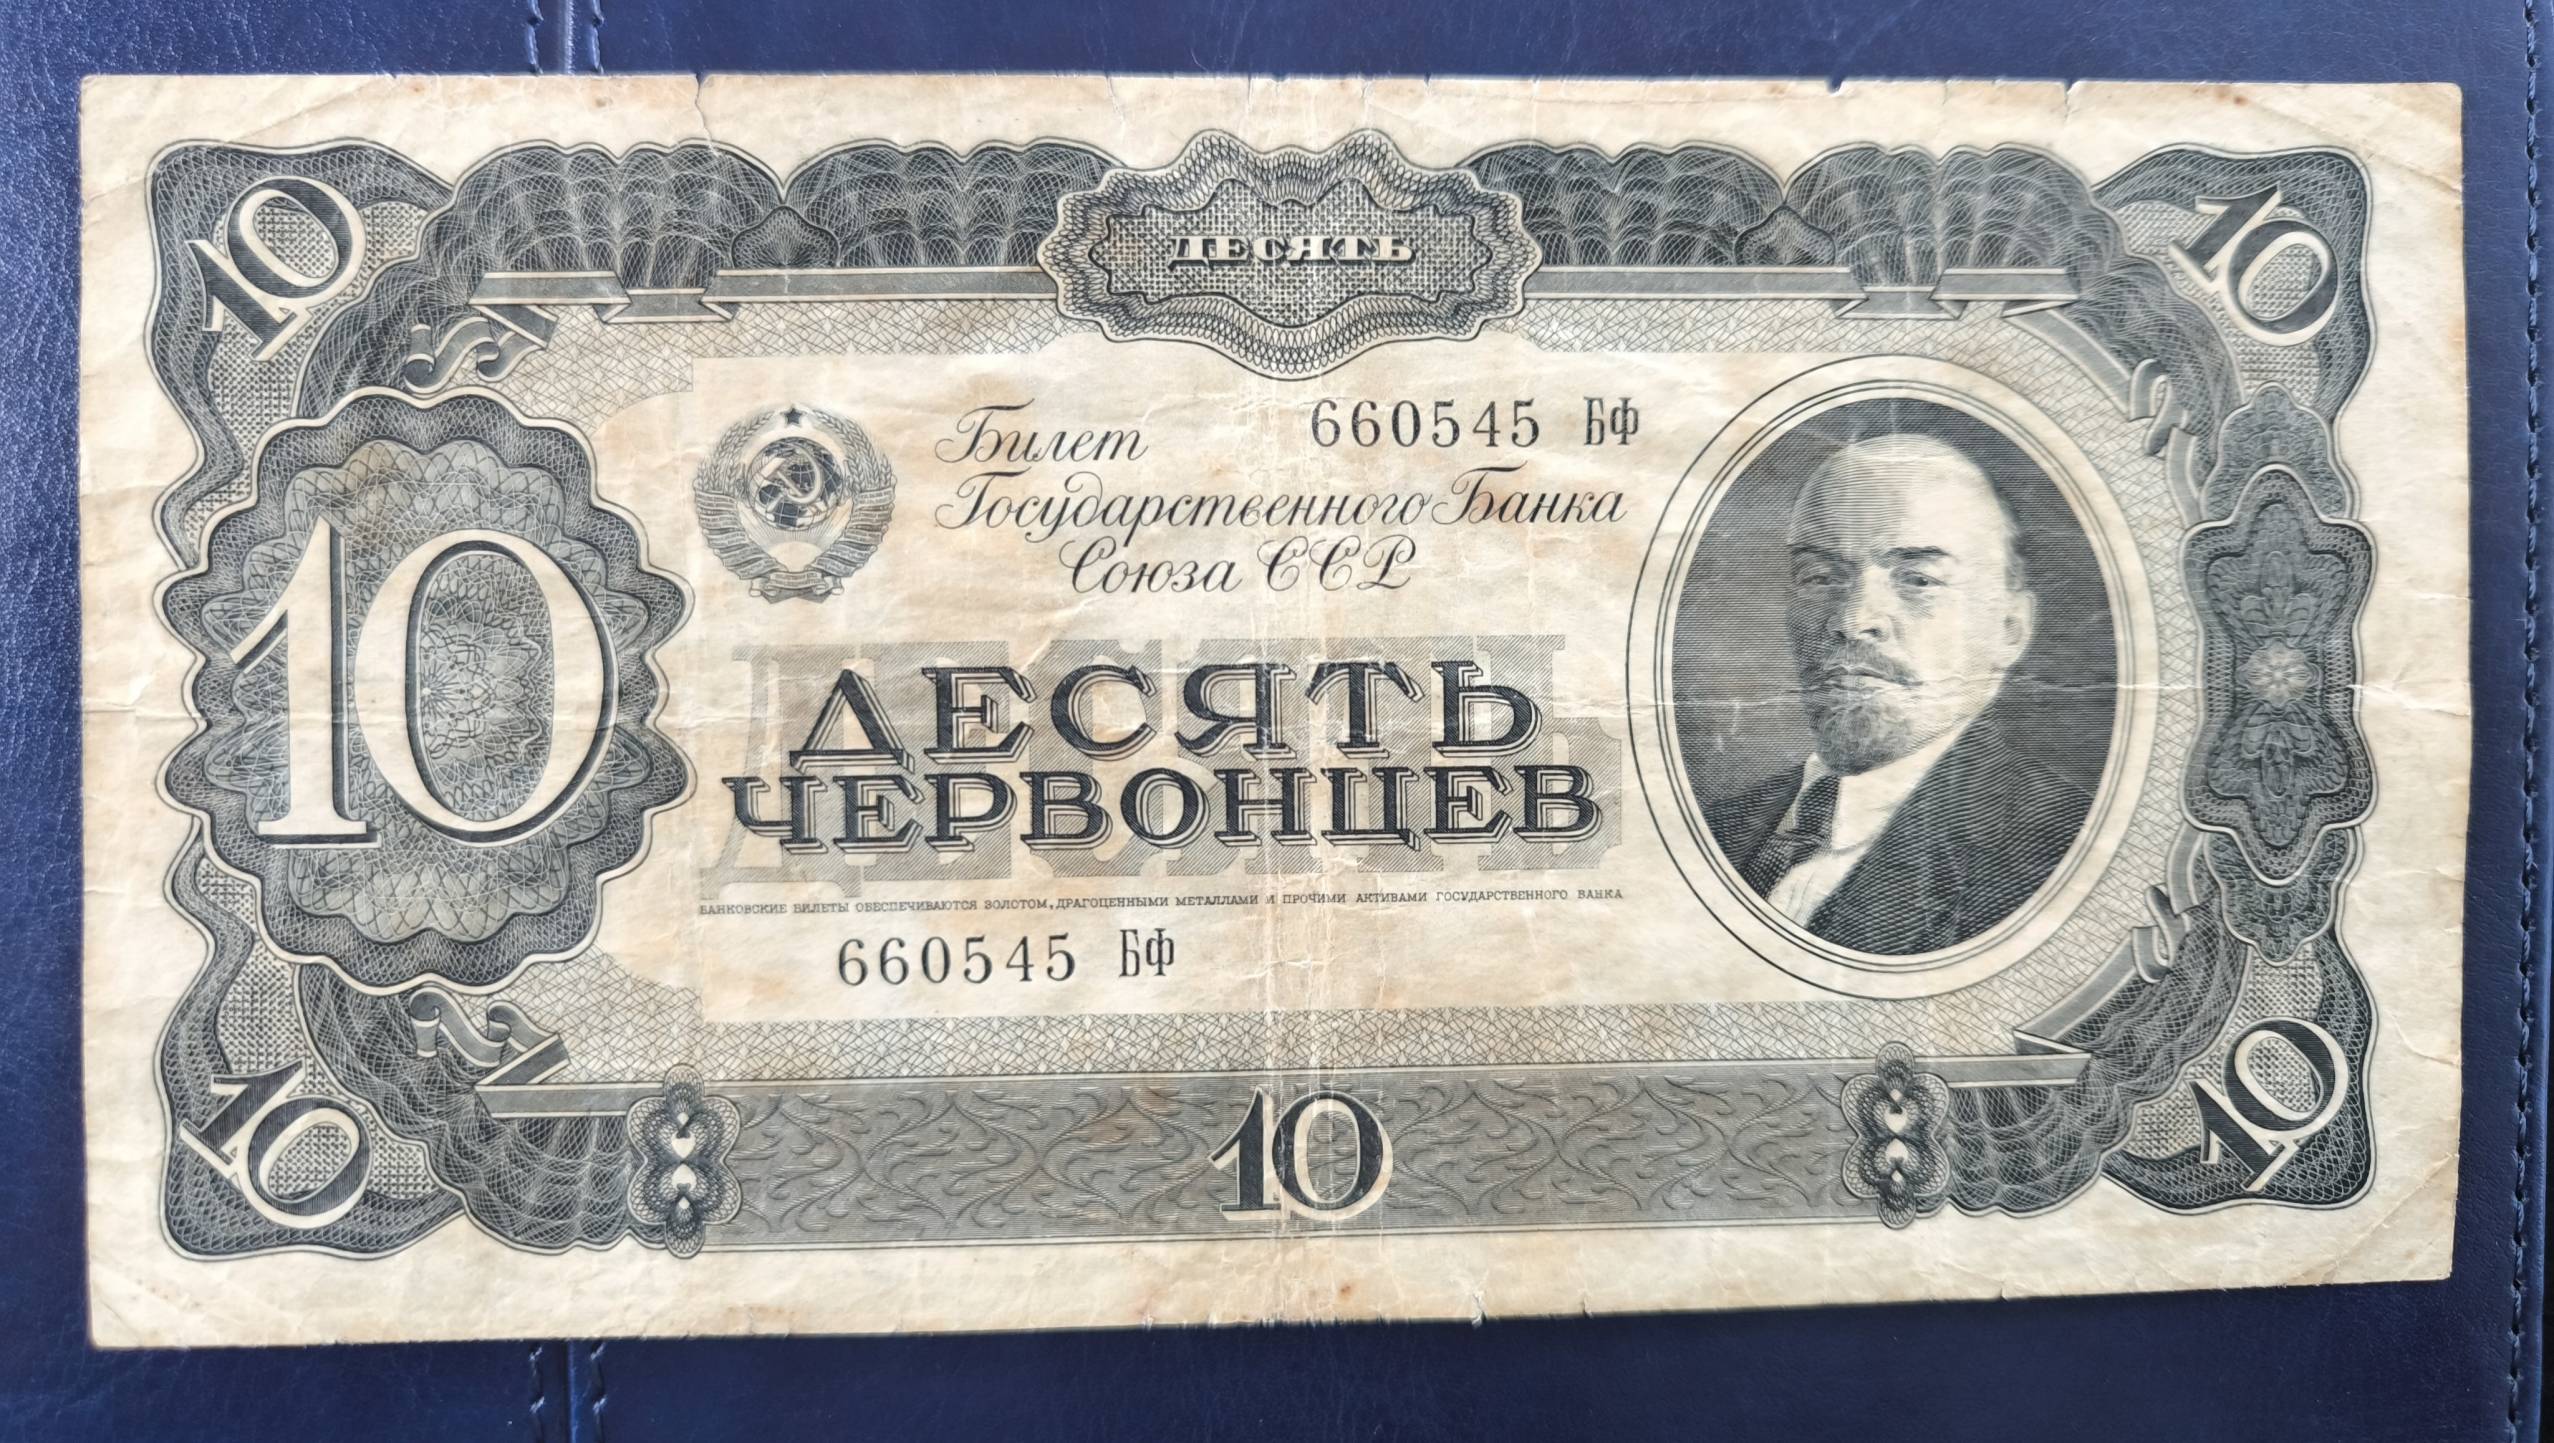 10
ДЕСЯТЬ
10
660545 БФ
Билет
Государственного Банка
Союза ССР
10
ДЕСЯТЬ
ДЕСЯТЬ
ЧЕРВОНЦЕВ
БАНКОВСКИЕ БИЛЕТЫ ОБЕСПЕЧИВАЮТСЯ ЗОЛОТОМ, ДРАГОЦЕННЫМИ МЕТАЛЛАМИ И ПРОЧИМИ АКТИВАМИ ГОСУДАРСТВЕННОГО БАНКА
660545 БФ
10
10
10